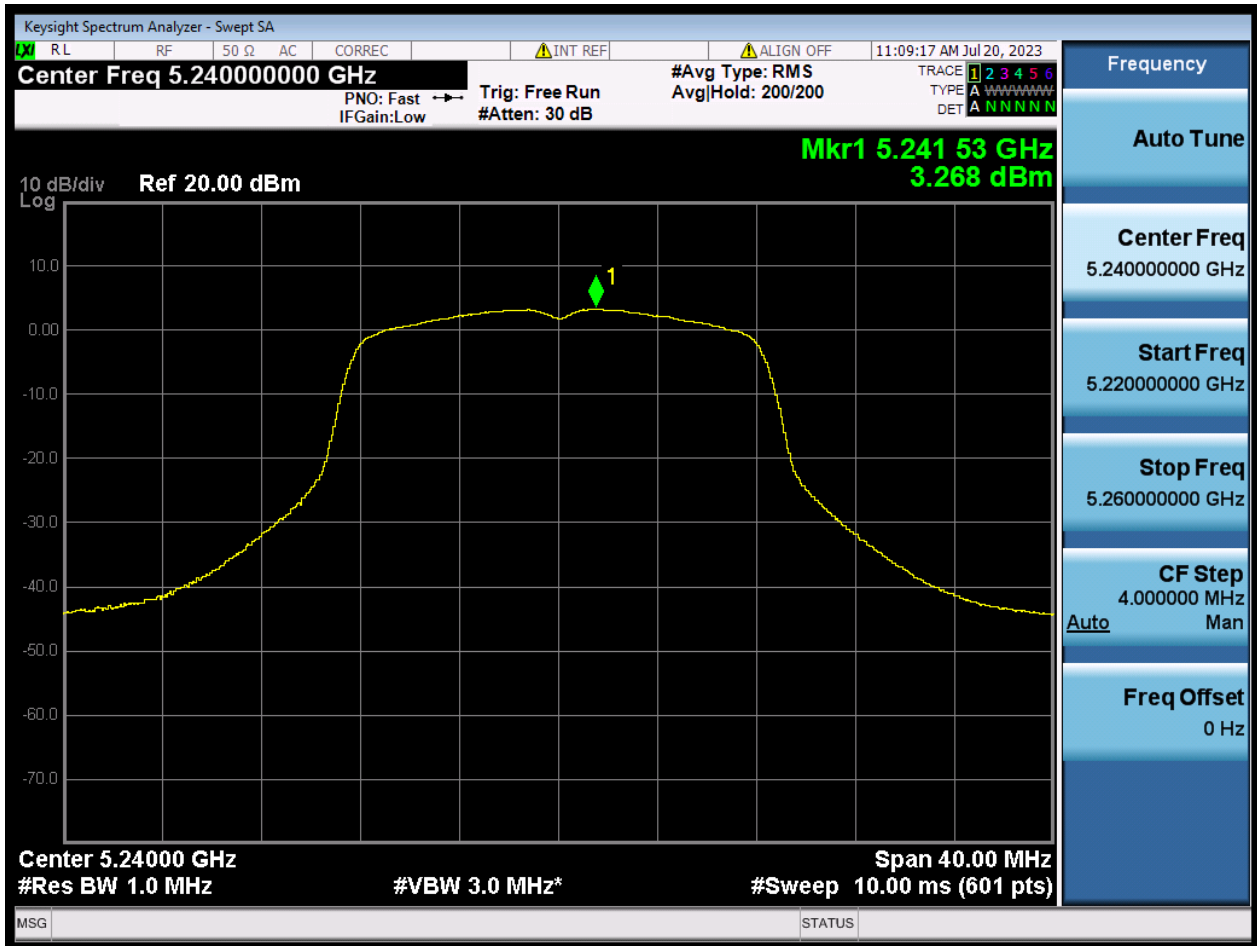 Keysight Spectrum Analyzer - Swept SA
LXI RL RF 50 Ω AC CORREC INT REF ALIGN OFF 11:09:17 AM Jul 20, 2023
Center Freq 5.240000000 GHz
PNO: Fast
IFGain:Low
Trig: Free Run
#Atten: 30 dB
#Avg Type: RMS
Avg|Hold: 200/200
TRACE 1 2 3 4 5 6
TYPE A WWWWW
DET A N N N N N
Mkr1 5.241 53 GHz
3.268 dBm
10 dB/div Ref 20.00 dBm
Log
1
10.0
0.00
-10.0
-20.0
-30.0
-40.0
-50.0
-60.0
-70.0
Center 5.24000 GHz Span 40.00 MHz
#Res BW 1.0 MHz #VBW 3.0 MHz* #Sweep 10.00 ms (601 pts)
MSG STATUS
Frequency
Auto Tune
Center Freq
5.240000000 GHz
Start Freq
5.220000000 GHz
Stop Freq
5.260000000 GHz
CF Step
4.000000 MHz
Auto Man
Freq Offset
0 Hz